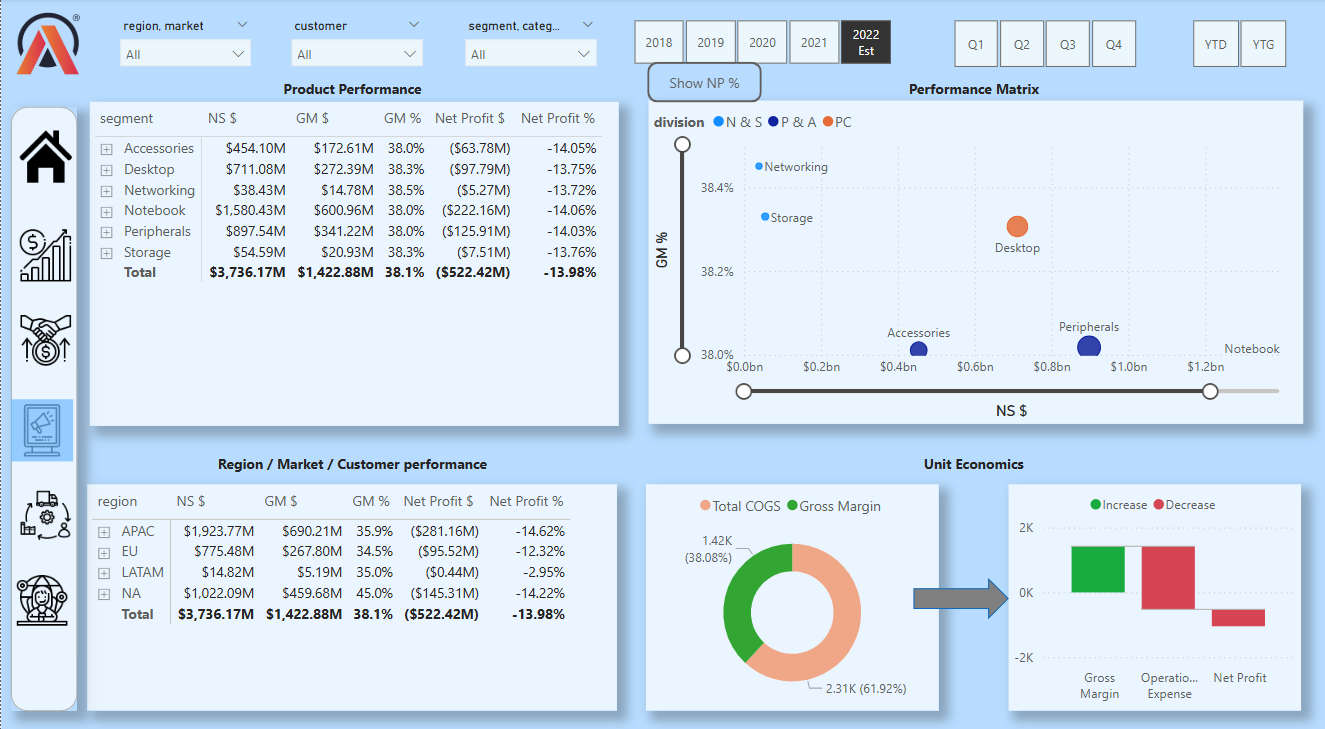 region, market
customer
segment, categ...
All
All
All
2018
2019
2020
2021
2022
Est
Q1
Q2
Q3
Q4
YTD
YTG
Show NP %
Product Performance
segment NS $ GM $ GM % Net Profit $ Net Profit %
Accessories $454.10M $172.61M 38.0% ($63.78M) -14.05%
Desktop $711.08M $272.39M 38.3% ($97.79M) -13.75%
Networking $38.43M $14.78M 38.5% ($5.27M) -13.72%
Notebook $1,580.43M $600.96M 38.0% ($222.16M) -14.06%
Peripherals $897.54M $341.22M 38.0% ($125.91M) -14.03%
Storage $54.59M $20.93M 38.3% ($7.51M) -13.76%
Total $3,736.17M $1,422.88M 38.1% ($522.42M) -13.98%
Performance Matrix
division N & S P & A PC
GM %
38.4%
38.2%
38.0%
Networking
Storage
Desktop
Accessories
Peripherals
Notebook
$0.0bn $0.2bn $0.4bn $0.6bn $0.8bn $1.0bn $1.2bn
NS $
Region / Market / Customer performance
region NS $ GM $ GM % Net Profit $ Net Profit %
APAC $1,923.77M $690.21M 35.9% ($281.16M) -14.62%
EU $775.48M $267.80M 34.5% ($95.52M) -12.32%
LATAM $14.82M $5.19M 35.0% ($0.44M) -2.95%
NA $1,022.09M $459.68M 45.0% ($145.31M) -14.22%
Total $3,736.17M $1,422.88M 38.1% ($522.42M) -13.98%
Unit Economics
Total COGS Gross Margin
1.42K
(38.08%)
2.31K (61.92%)
Increase Decrease
2K
0K
-2K
Gross
Margin
Operatio...
Expense
Net Profit